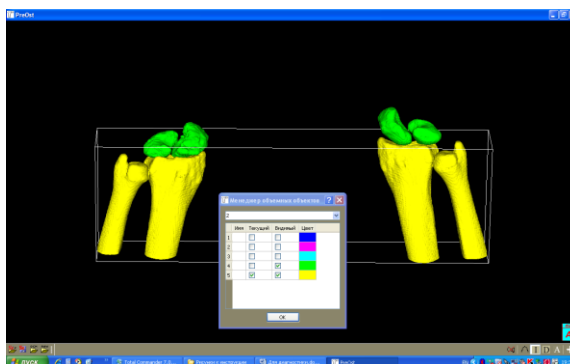 PreOst
Менеджер объемных объектов
2
Имя Текущий Видимый Цвет
1
2
3
4
5
OK
Total Commander 7.0...
PreOst